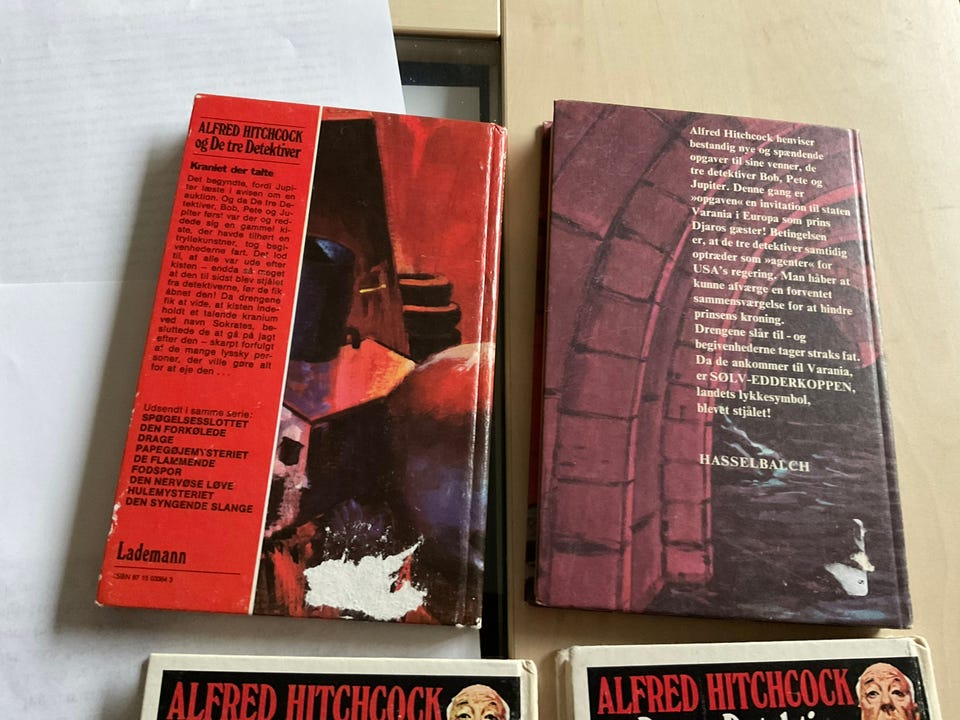 ALFRED HITCHCOCK
og De tre Detektiver
Kraniet der talte
Det begyndte, fordi Jupi-
ter læste i avisen om en
auktion. Og da De tre De-
tektiver, Bob, Pete og Ju-
piter først var der og red-
dede sig en gammel ki-
ste, der havde tilhørt en
tryllekunstner, tog begi-
venhederne fart. Det lod
til, at alle var ude efter
kisten – endda så meget
at den til sidst blev stjålet
fra detektiverne, før de fik
åbnet den! Da drengene
fik at vide, at kisten inde-
holdt et talende kranium
ved navn Sokrates, be-
sluttede de at gå på jagt
efter den – skarpt forfulgt
af de mange lyssky per-
soner, der ville gøre alt
for at eje den . . .
Udsendt i samme serie:
SPØGELSESSLOTTET
DEN FORKØLEDE
DRAGE
PAPEGØJEMYSTERIET
DE FLAMMENDE
FODSPOR
DEN NERVØSE LØVE
HULEMYSTERIET
DEN SYNGENDE SLANGE
Lademann
ISBN 87 15 03364 3
Alfred Hitchcock henviser
bestandig nye og spændende
opgaver til sine venner, de
tre detektiver Bob, Pete og
Jupiter. Denne gang er
»opgaven« en invitation til staten
Varania i Europa som prins
Djaros gæster! Betingelsen
er, at de tre detektiver samtidig
optræder som »agenter« for
USA's regering. Man håber at
kunne afværge en forventet
sammensværgelse for at hindre
prinsens kroning.
Drengene slår til - og
begivenhederne tager straks fat.
Da de ankommer til Varania,
er SØLV-EDDERKOPPEN,
landets lykkesymbol,
blevet stjålet!
HASSELBALCH
ALFRED HITCHCOCK
ALFRED HITCHCOCK